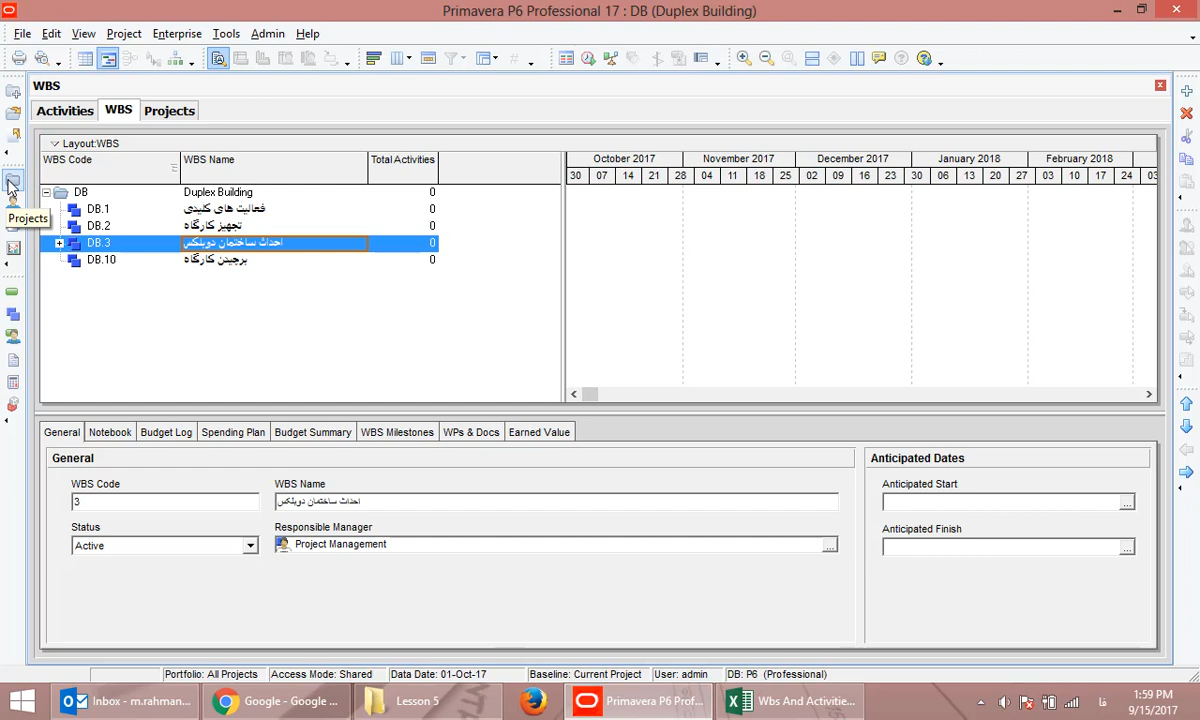 Primavera P6 Professional 17 : DB (Duplex Building)
File Edit View Project Enterprise Tools Admin Help
WBS
Activities WBS Projects
Layout:WBS
WBS Code WBS Name Total Activities
October 2017 November 2017 December 2017 January 2018 February 2018
30 07 14 21 28 04 11 18 25 02 09 16 23 30 06 13 20 27 03 10 17 24 03
DB Duplex Building 0
DB.1 فعالیت های کلیدی 0
DB.2 تجهیز کارگاه 0
DB.3 احداث ساختمان دوبلکس 0
DB.10 برچیدن کارگاه 0
Projects
General Notebook Budget Log Spending Plan Budget Summary WBS Milestones WPs & Docs Earned Value
General
WBS Code WBS Name
3 احداث ساختمان دوبلکس
Status Responsible Manager
Active Project Management
Anticipated Dates
Anticipated Start
Anticipated Finish
Portfolio: All Projects Access Mode: Shared Data Date: 01-Oct-17 Baseline: Current Project User: admin DB: P6 (Professional)
Inbox - m.rahman... Google - Google ... Lesson 5 Primavera P6 Prof... Wbs And Activitie...
فا
1:59 PM
9/15/2017